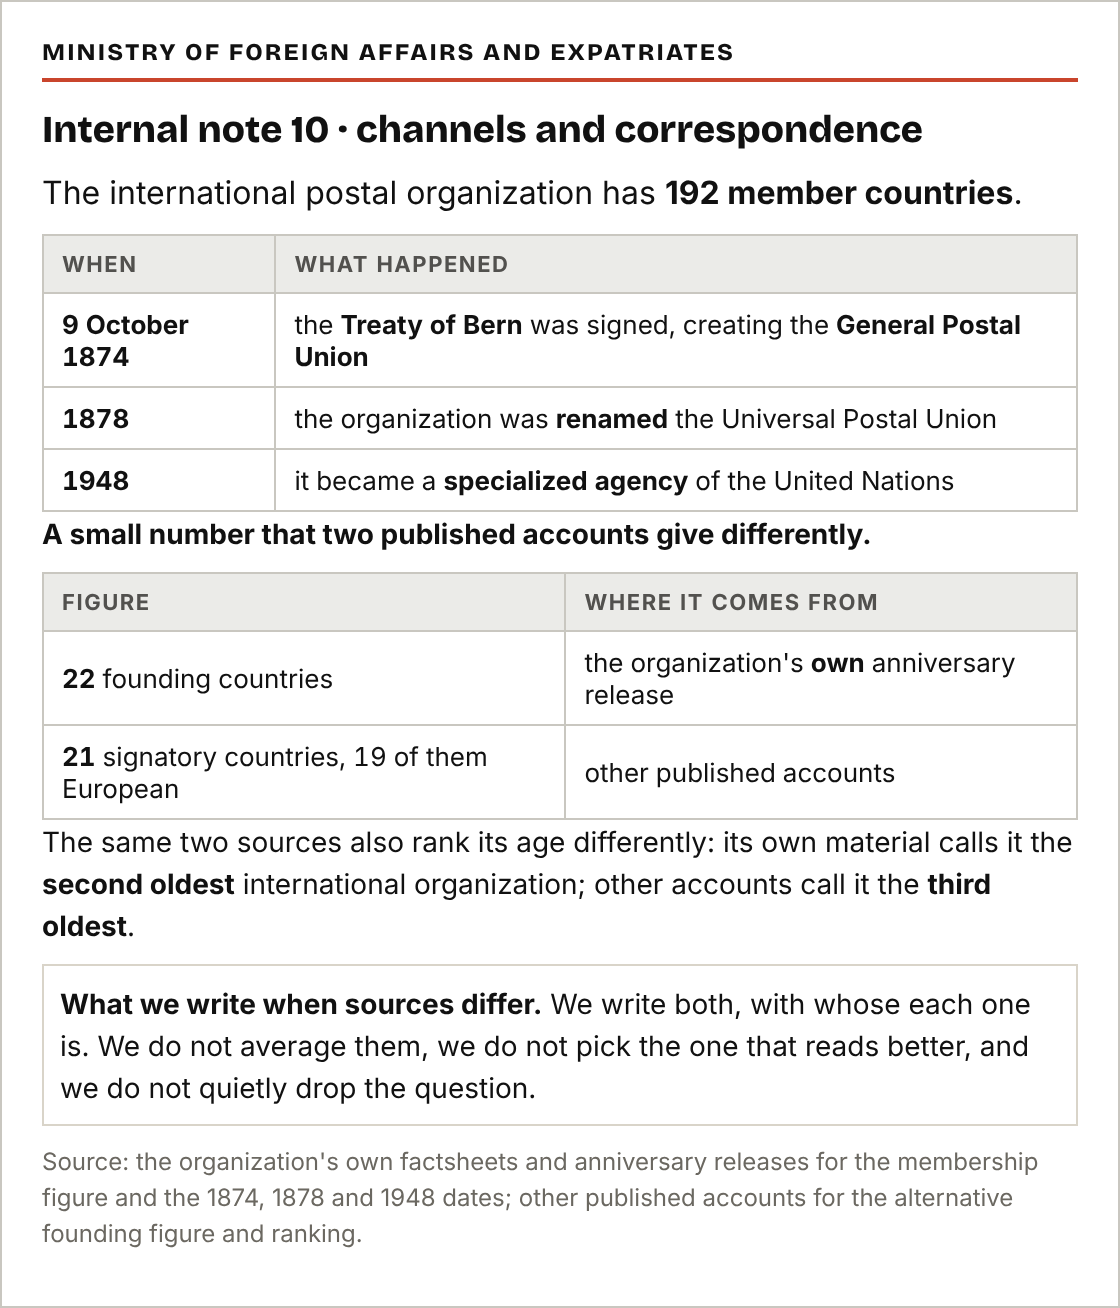 MINISTRY OF FOREIGN AFFAIRS AND EXPATRIATES
Internal note 10 · channels and correspondence
The international postal organization has 192 member countries.
WHEN
WHAT HAPPENED
9 October
1874
the Treaty of Bern was signed, creating the General Postal
Union
1878
the organization was renamed the Universal Postal Union
1948
it became a specialized agency of the United Nations
A small number that two published accounts give differently.
FIGURE
WHERE IT COMES FROM
22 founding countries
the organization's own anniversary
release
21 signatory countries, 19 of them
European
other published accounts
The same two sources also rank its age differently: its own material calls it the
second oldest international organization; other accounts call it the third
oldest.
What we write when sources differ. We write both, with whose each one
is. We do not average them, we do not pick the one that reads better, and
we do not quietly drop the question.
Source: the organization's own factsheets and anniversary releases for the membership
figure and the 1874, 1878 and 1948 dates; other published accounts for the alternative
founding figure and ranking.